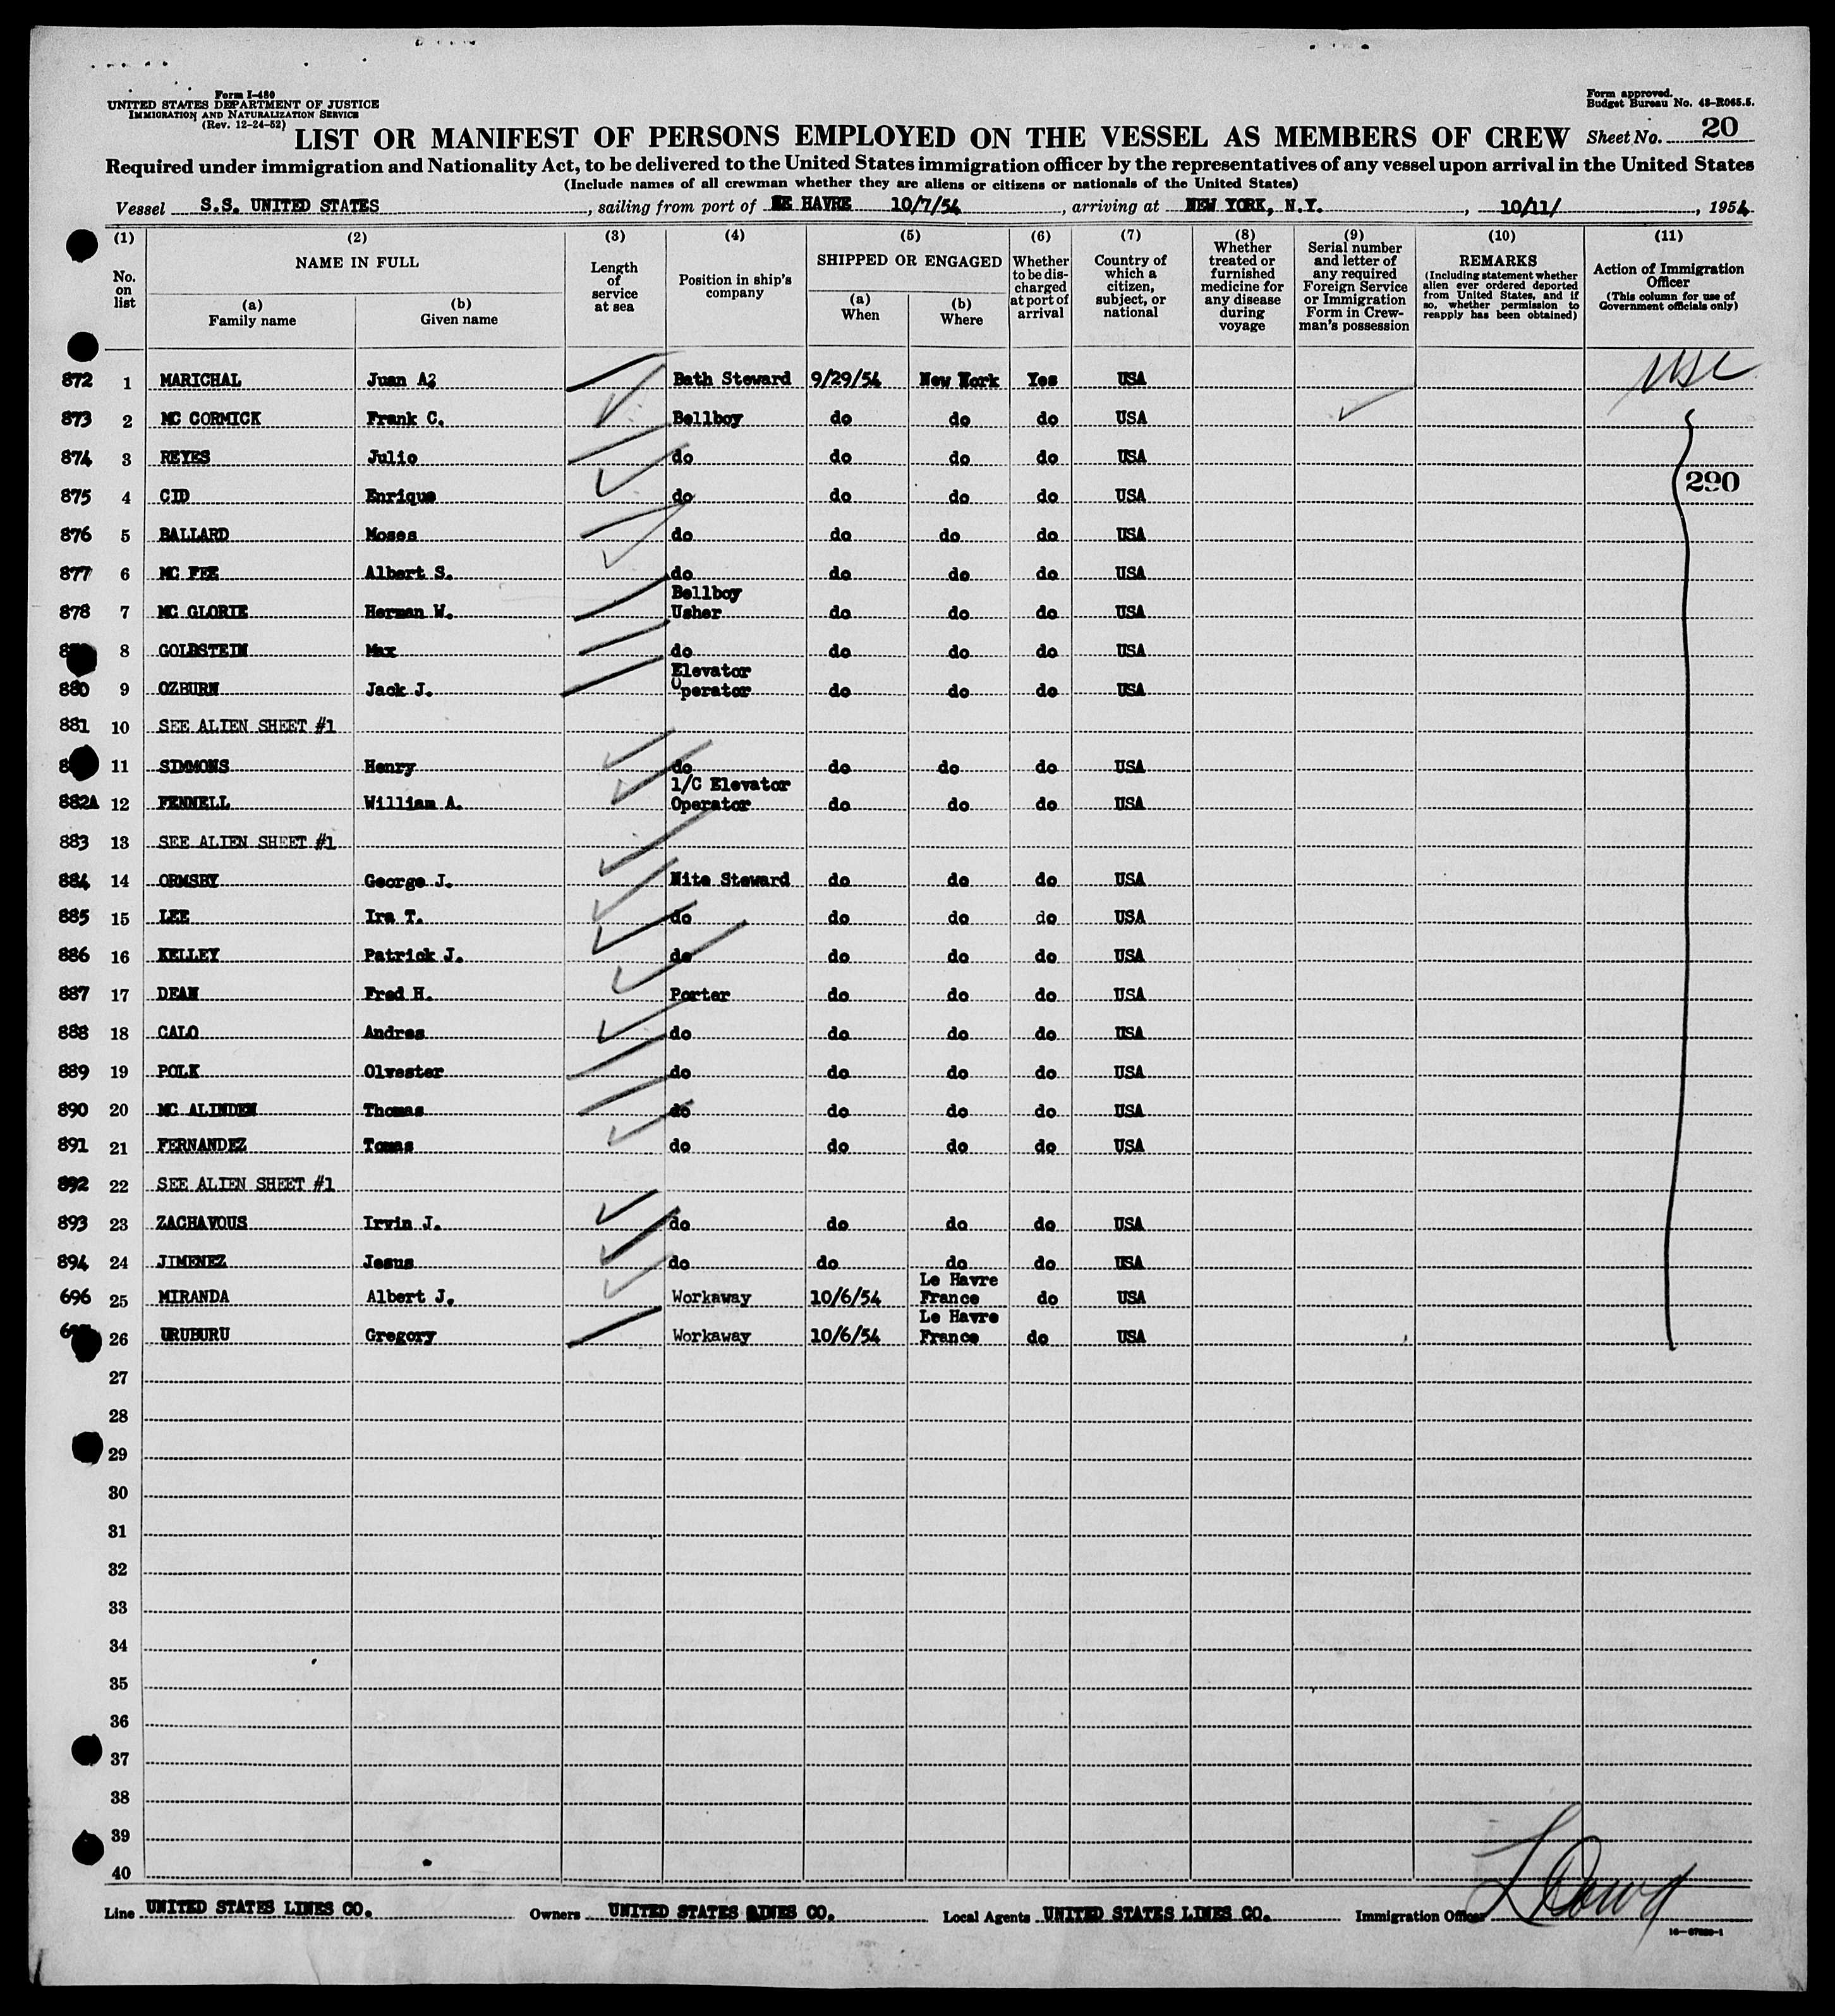 Form I-480
UNITED STATES DEPARTMENT OF JUSTICE
IMMIGRATION AND NATURALIZATION SERVICE
(Rev. 12-24-52)
Form approved.
Budget Bureau No. 43-R065.5.
LIST OR MANIFEST OF PERSONS EMPLOYED ON THE VESSEL AS MEMBERS OF CREW Sheet No. 20
Required under immigration and Nationality Act, to be delivered to the United States immigration officer by the representatives of any vessel upon arrival in the United States
(Include names of all crewman whether they are aliens or citizens or nationals of the United States)
Vessel S.S. UNITED STATES, sailing from port of LE HAVRE 10/7/54, arriving at NEW YORK, N.Y., 10/11/, 1954
(1) (2) (3) (4) (5) (6) (7) (8) (9) (10) (11)
No. on list
NAME IN FULL
(a) Family name
(b) Given name
Length of service at sea
Position in ship's company
SHIPPED OR ENGAGED
(a) When
(b) Where
Whether to be discharged at port of arrival
Country of which a citizen, subject, or national
Whether treated or furnished medicine for any disease during voyage
Serial number and letter of any required Foreign Service or Immigration Form in Crewman's possession
REMARKS
(Including statement whether alien ever ordered deported from United States, and if so, whether permission to reapply has been obtained)
Action of Immigration Officer
(This column for use of Government officials only)
872 1 MARICHAL Juan A. Bath Steward 9/29/54 New York Yes USA USC
873 2 MC CORMICK Frank C. Bellboy do do do USA
874 3 REYES Julio do do do do USA
290
875 4 CID Enrique do do do do USA
876 5 BALLARD Moses do do do do USA
877 6 MC FEE Albert S. do do do do USA
878 7 MC GLORIE Herman W. Bellboy Usher do do do USA
8 GOLDSTEIN Max do do do do USA
880 9 OZBURN Jack J. Elevator Operator do do do USA
881 10 SEE ALIEN SHEET #1
11 SIMMONS Henry do do do do USA
882A 12 FENNELL William A. 1/C Elevator Operator do do do USA
883 13 SEE ALIEN SHEET #1
884 14 ORMSBY George J. Nite Steward do do do USA
885 15 LEE Ira T. do do do do USA
886 16 KELLEY Patrick J. do do do do USA
887 17 DEAN Fred H. Porter do do do USA
888 18 CALO Andres do do do do USA
889 19 POLK Olvester do do do do USA
890 20 MC ALINDEN Thomas do do do do USA
891 21 FERNANDEZ Tomas do do do do USA
892 22 SEE ALIEN SHEET #1
893 23 ZACHAVOUS Irvin J. do do do do USA
894 24 JIMENEZ Jesus do do do do USA
696 25 MIRANDA Albert J. Workaway 10/6/54 Le Havre France do USA
26 URUBURU Gregory Workaway 10/6/54 Le Havre France do USA
27
28
29
30
31
32
33
34
35
36
37
38
39
40
Line UNITED STATES LINES CO. Owners UNITED STATES LINES CO. Local Agents UNITED STATES LINES CO. Immigration Officer